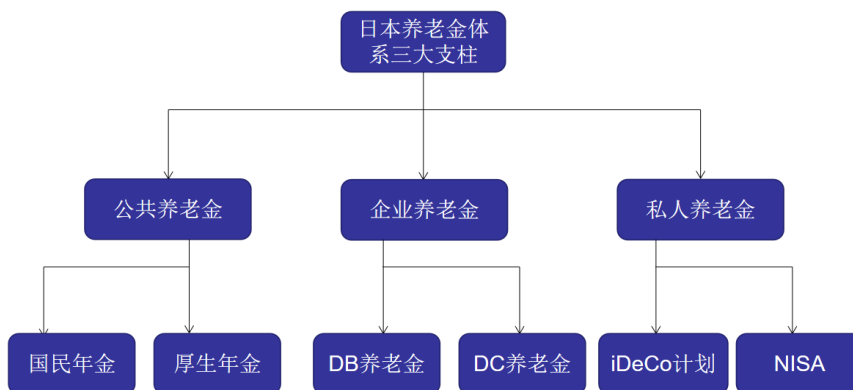 日本养老金体
系三大支柱
公共养老金
企业养老金
私人养老金
国民年金
厚生年金
DB养老金
DC养老金
iDeCo计划
NISA